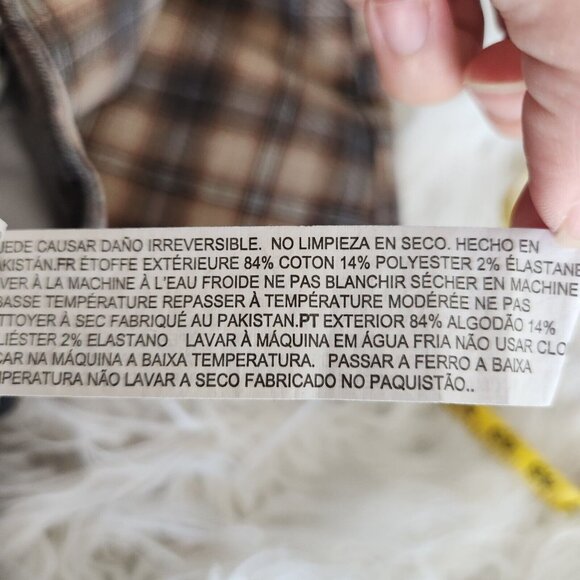 UEDE CAUSAR DAÑO IRREVERSIBLE. NO LIMPIEZA EN SECO. HECHO EN
AKISTÁN.FR ÉTOFFE EXTÉRIEURE 84% COTON 14% POLYESTER 2% ÉLASTANE
VER À LA MACHINE À L'EAU FROIDE NE PAS BLANCHIR SÉCHER EN MACHINE
BASSE TEMPÉRATURE REPASSER À TEMPÉRATURE MODÉRÉE NE PAS
TTOYER À SEC FABRIQUÉ AU PAKISTAN.PT EXTERIOR 84% ALGODÃO 14%
LIÉSTER 2% ELASTANO LAVAR À MÁQUINA EM ÁGUA FRIA NÃO USAR CLO
CAR NA MÁQUINA A BAIXA TEMPERATURA. PASSAR A FERRO A BAIXA
MPERATURA NÃO LAVAR A SECO FABRICADO NO PAQUISTÃO..